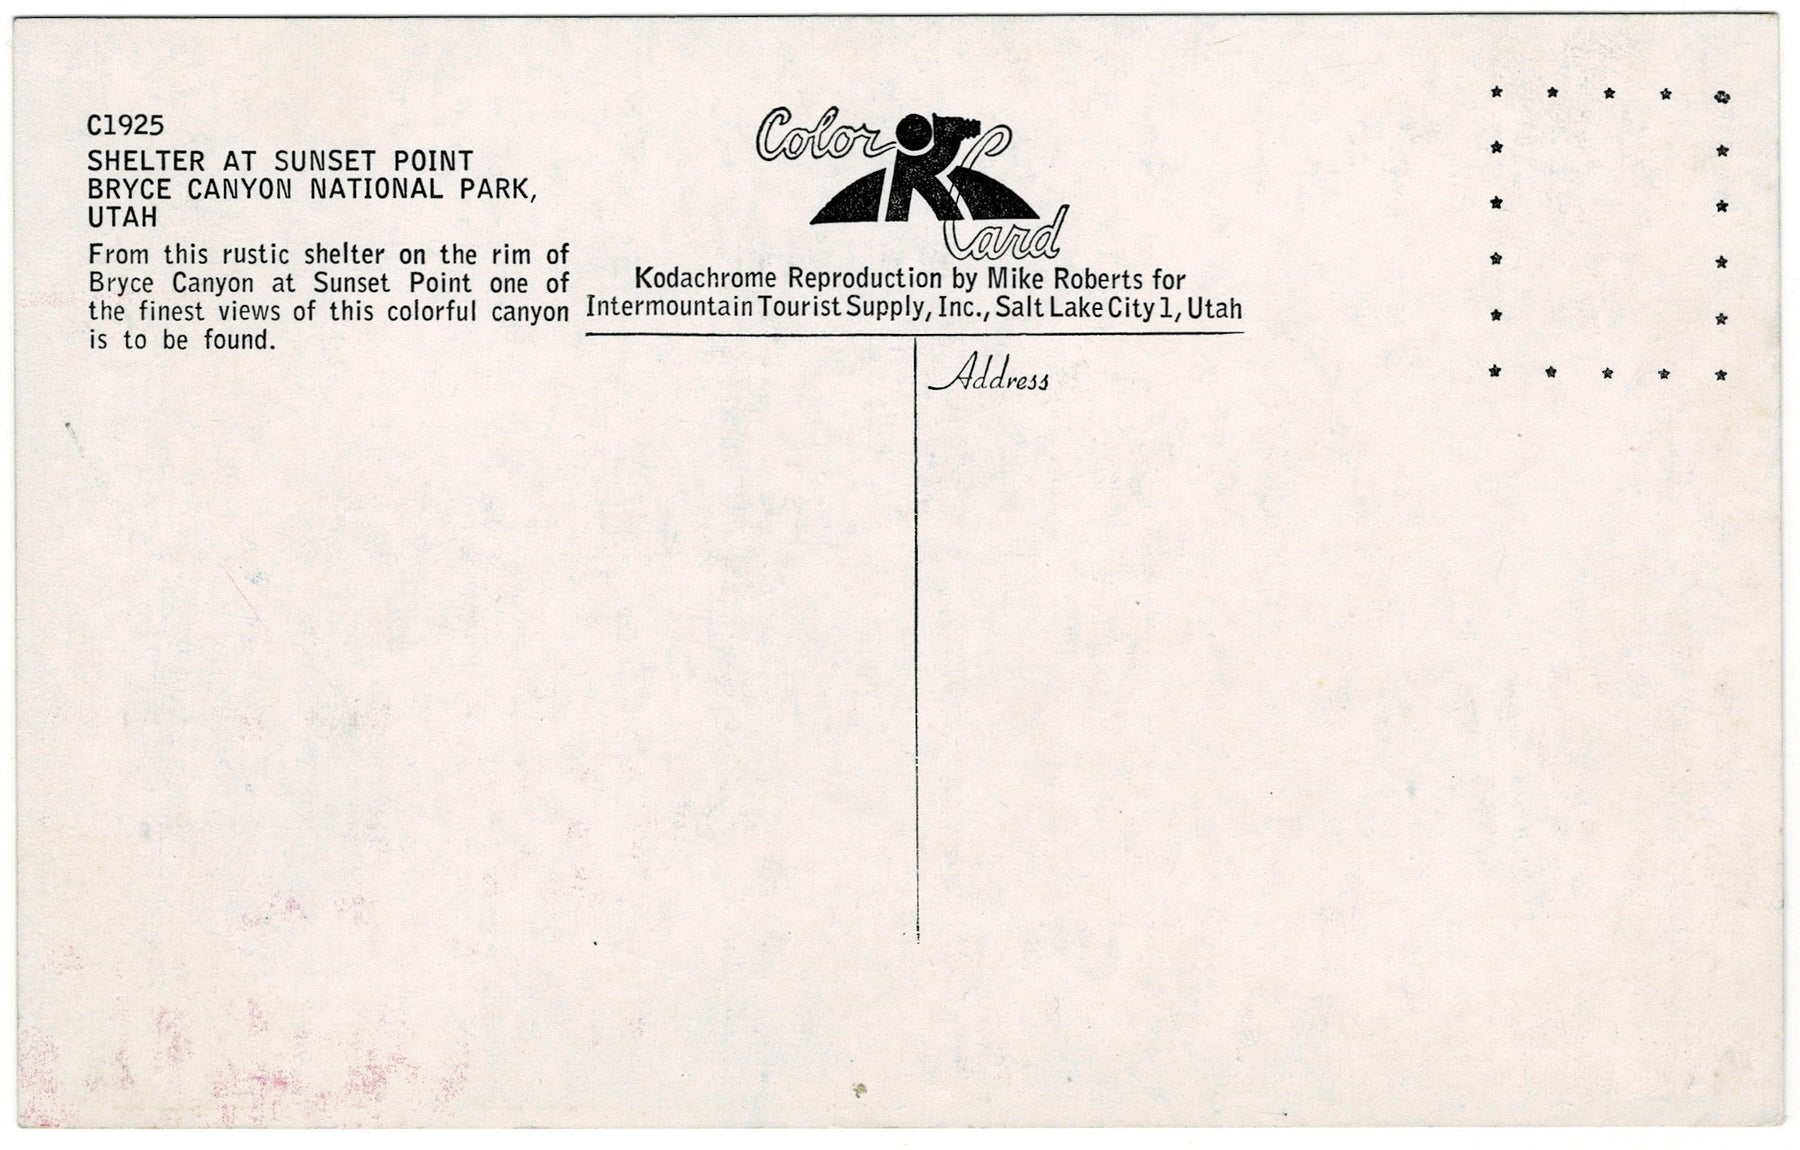 C1925
SHELTER AT SUNSET POINT
BRYCE CANYON NATIONAL PARK,
UTAH
From this rustic shelter on the rim of
Bryce Canyon at Sunset Point one of
the finest views of this colorful canyon
is to be found.
Color
Card
Kodachrome Reproduction by Mike Roberts for
Intermountain Tourist Supply, Inc., Salt Lake City 1, Utah
Address